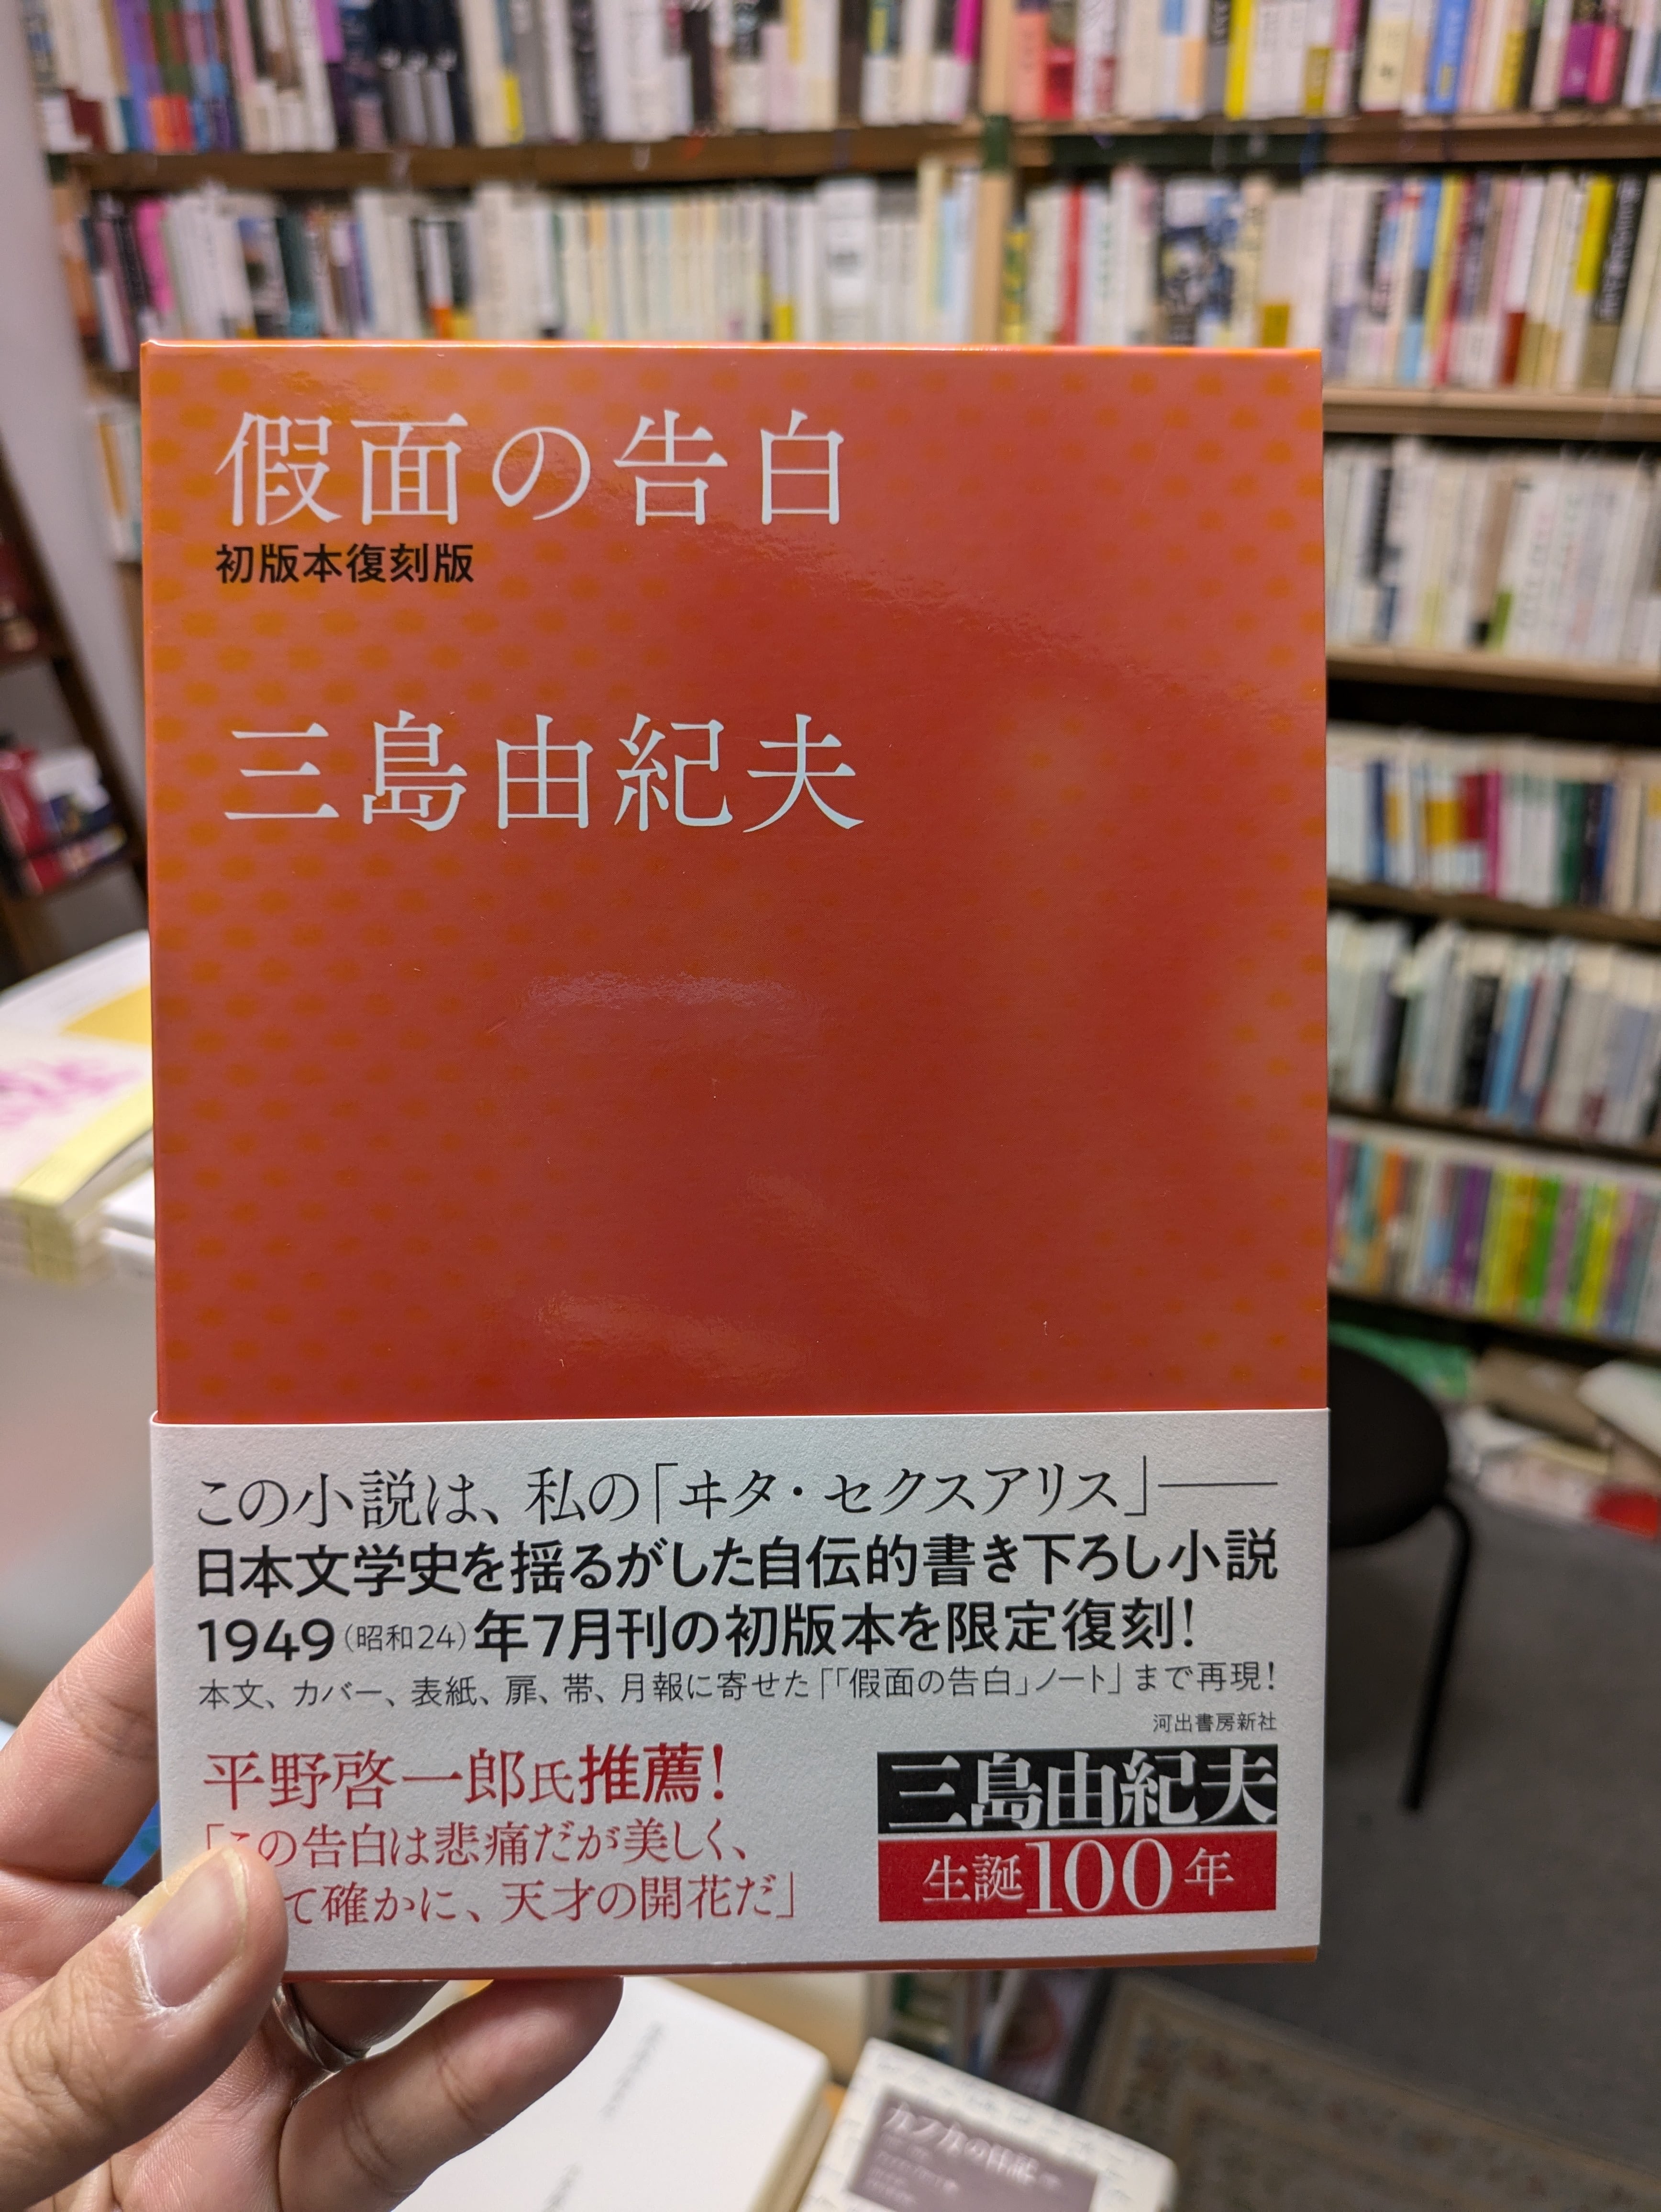 假面の告白
初版本復刻版
三島由紀夫
この小説は、私の「ヰタ・セクスアリス」――
日本文学史を揺るがした自伝的書き下ろし小説
1949(昭和24)年7月刊の初版本を限定復刻!
本文、カバー、表紙、扉、帯、月報に寄せた「「假面の告白」ノート」まで再現!
河出書房新社
平野啓一郎氏推薦!
「この告白は悲痛だが美しく、
て確かに、天才の開花だ」
三島由紀夫
生誕100年
カフカの日記